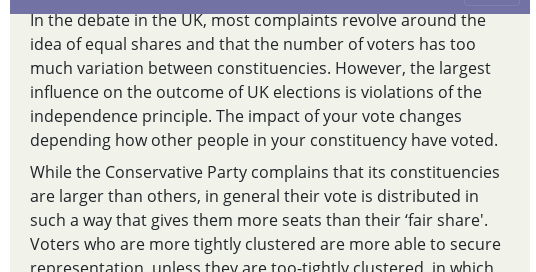 In the debate in the UK, most complaints revolve around the
idea of equal shares and that the number of voters has too
much variation between constituencies. However, the largest
influence on the outcome of UK elections is violations of the
independence principle. The impact of your vote changes
depending how other people in your constituency have voted.
While the Conservative Party complains that its constituencies
are larger than others, in general their vote is distributed in
such a way that gives them more seats than their ‘fair share'.
Voters who are more tightly clustered are more able to secure
representation, unless they are too-tightly clustered, in which